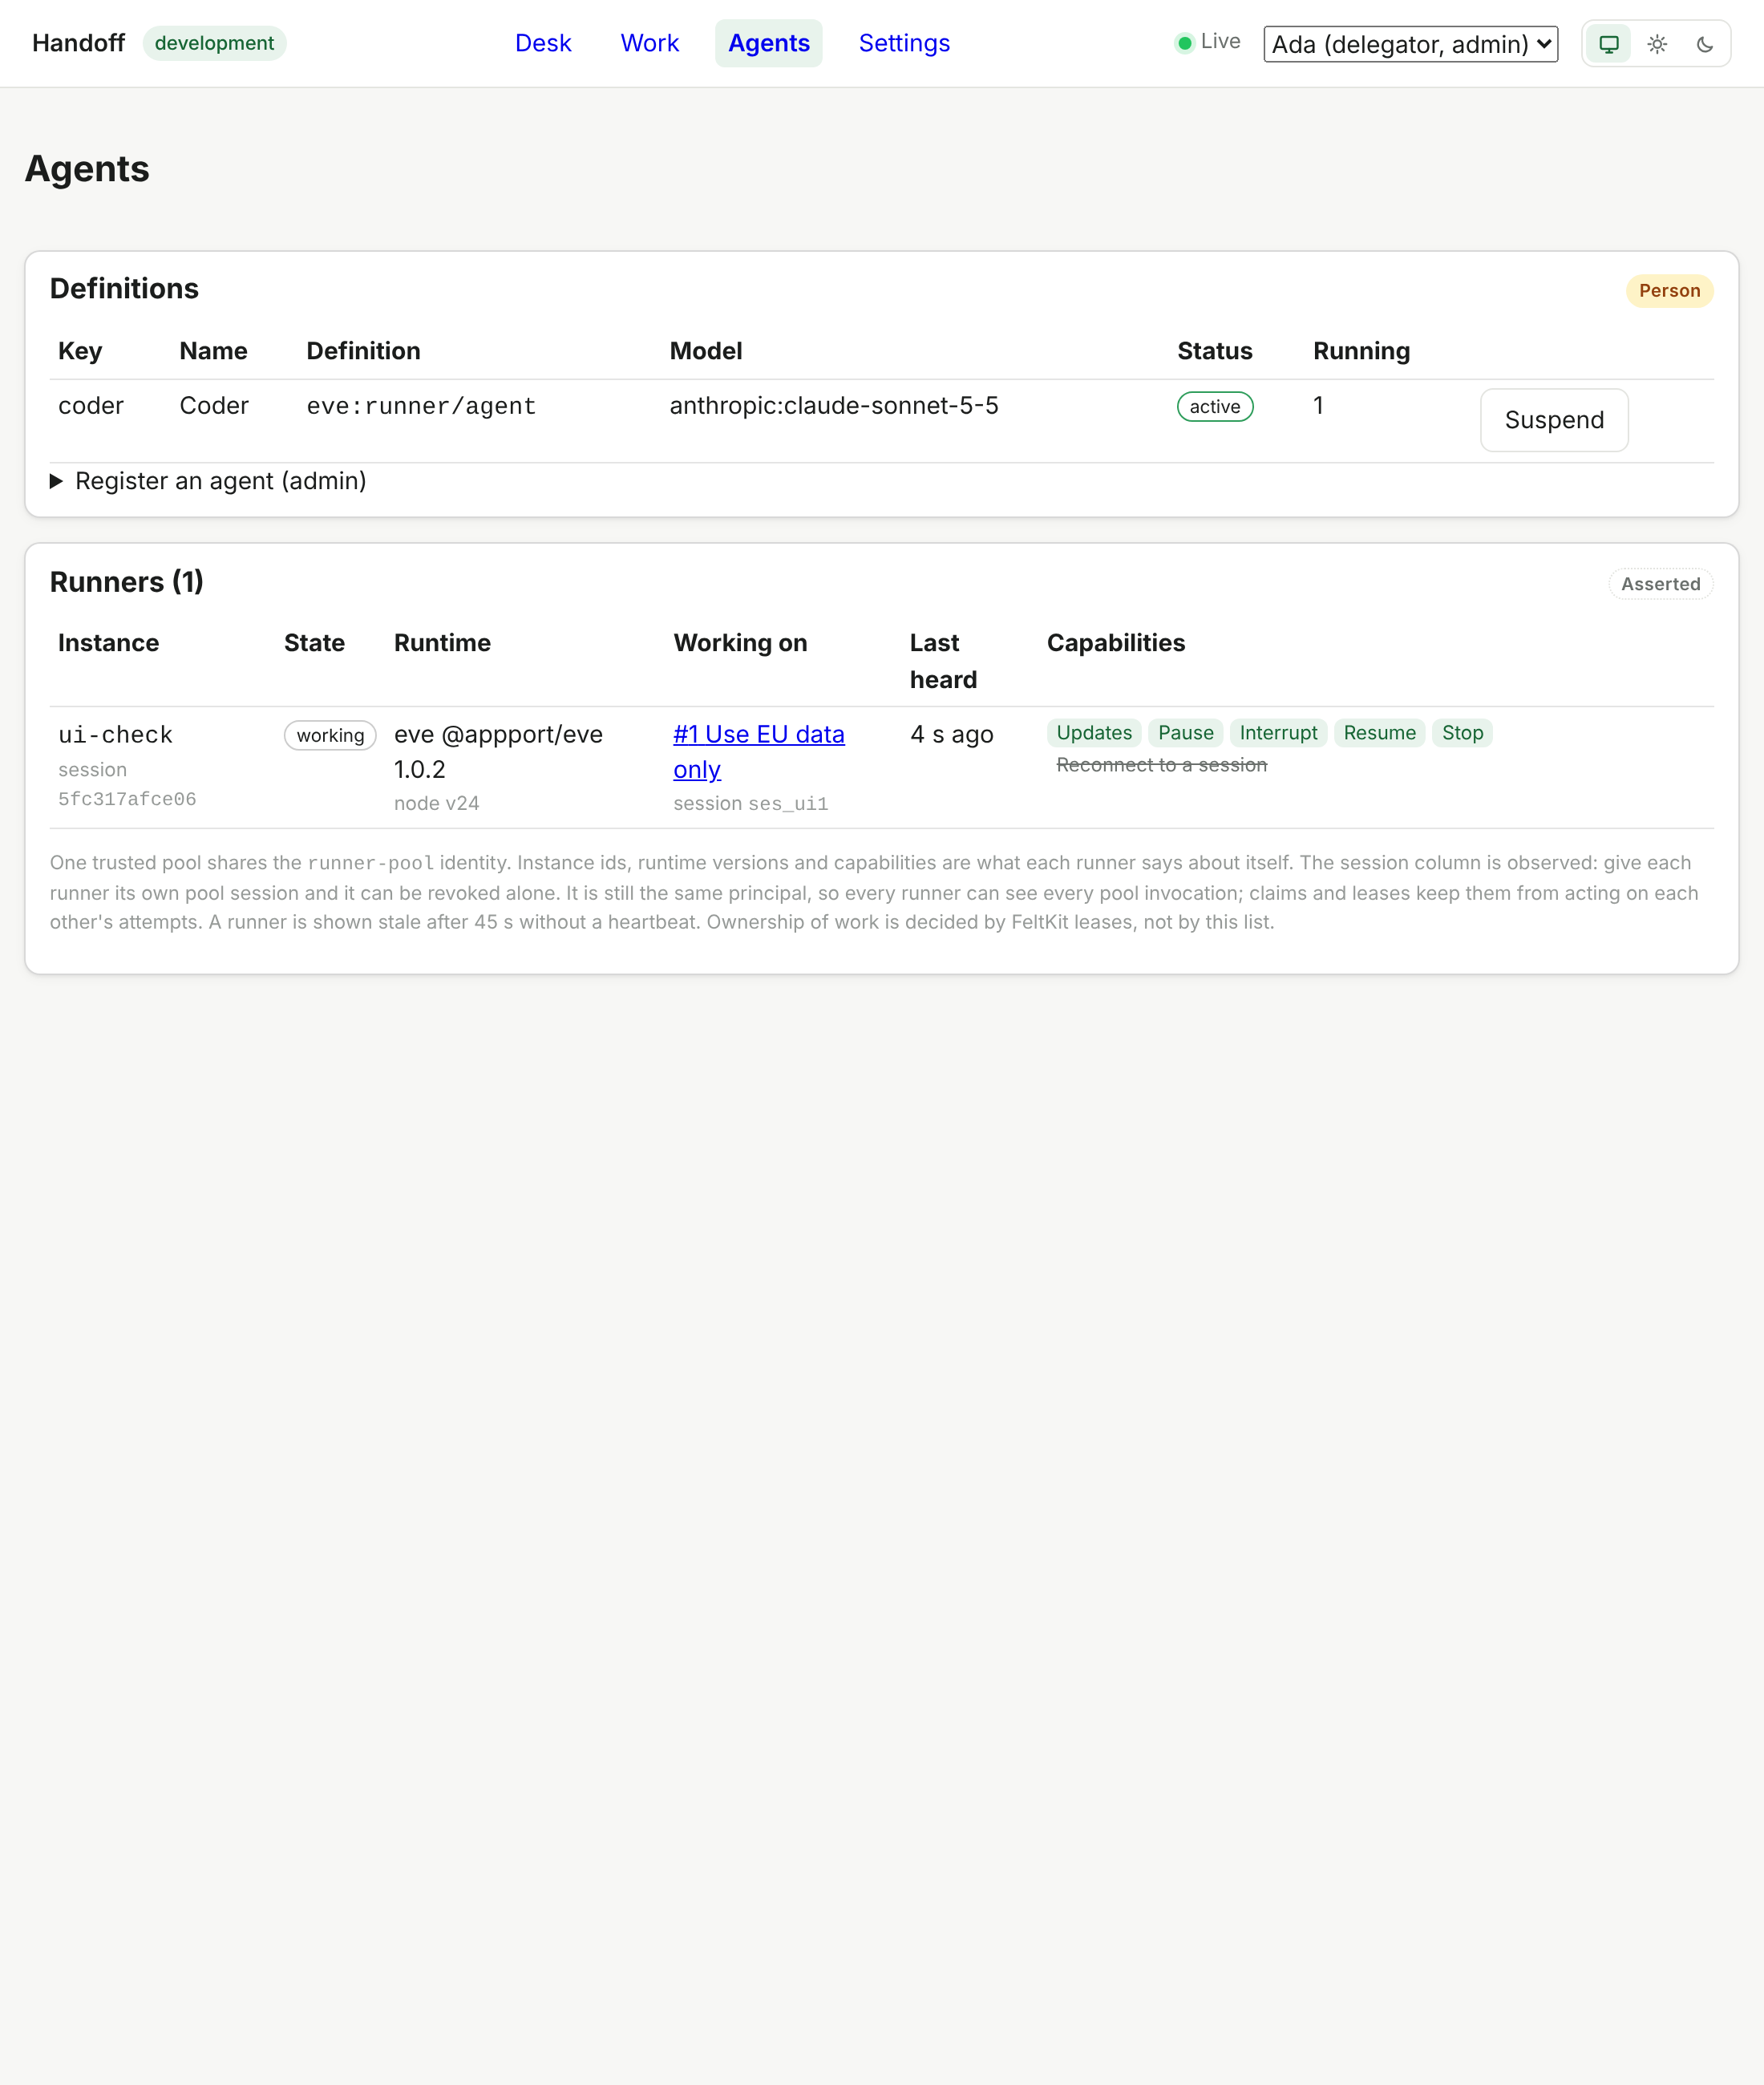 Handoff development Desk Work Agents Settings Live Ada (delegator, admin)
Agents
Definitions Person
Key Name Definition Model Status Running
coder Coder eve:runner/agent anthropic:claude-sonnet-5-5 active 1 Suspend
Register an agent (admin)
Runners (1) Asserted
Instance State Runtime Working on Last heard Capabilities
ui-check working eve @appport/eve 1.0.2 #1 Use EU data only 4 s ago Updates Pause Interrupt Resume Stop
Reconnect to a session
session 5fc317afce06 node v24 session ses_ui1
One trusted pool shares the runner-pool identity. Instance ids, runtime versions and capabilities are what each runner says about itself. The session column is observed: give each
runner its own pool session and it can be revoked alone. It is still the same principal, so every runner can see every pool invocation; claims and leases keep them from acting on each
other's attempts. A runner is shown stale after 45 s without a heartbeat. Ownership of work is decided by FeltKit leases, not by this list.